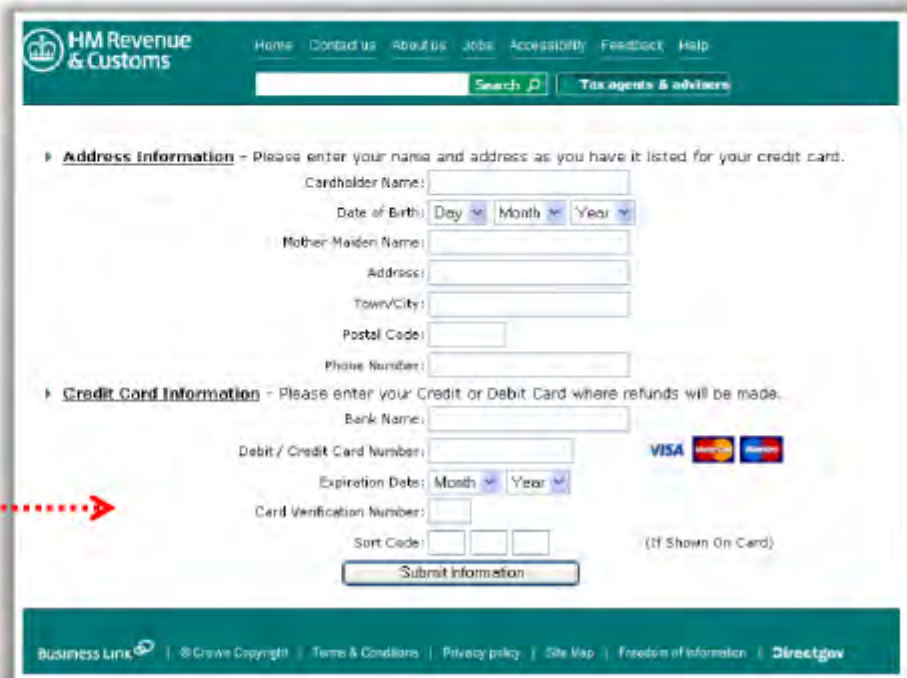 HM Revenue
& Customs
Home Contact us About us Jobs Accessibility Feedback Help
Search
Tax agents & advisers
Address Information - Please enter your name and address as you have it listed for your credit card.
Cardholder Name:
Date of Birth: Day Month Year
Mother Maiden Name:
Address:
Town/City:
Postal Code:
Phone Number:
Credit Card Information - Please enter your Credit or Debit Card where refunds will be made.
Bank Name:
Debit / Credit Card Number: VISA
Expiration Date: Month Year
Card Verification Number:
Sort Code: (If Shown On Card)
Submit Information
Business Link | © Crown Copyright | Terms & Conditions | Privacy policy | Site Map | Freedom of Information | Directgov